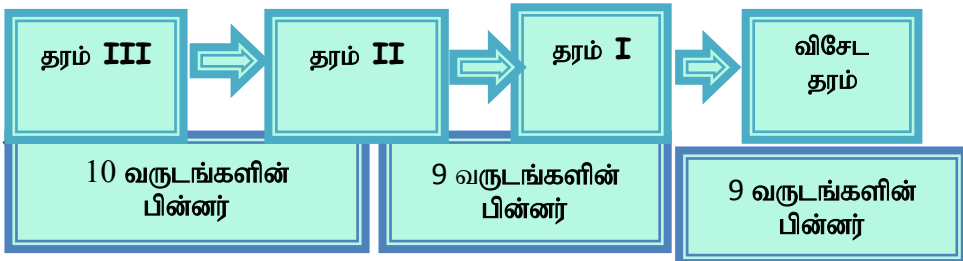 தரம் III
தரம் II
தரம் I
விசேட
தரம்
10 வருடங்களின்
பின்னர்
9 வருடங்களின்
பின்னர்
9 வருடங்களின்
பின்னர்